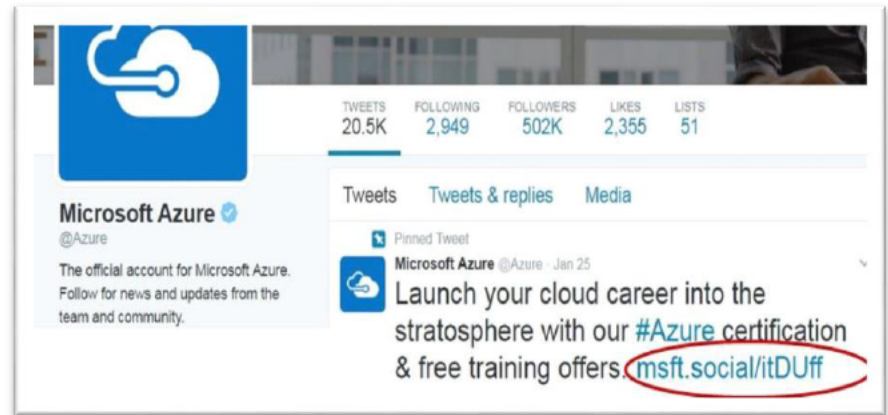 TWEETS FOLLOWING FOLLOWERS LIKES LISTS
20.5K 2,949 502K 2,355 51
Microsoft Azure
@Azure
The official account for Microsoft Azure.
Follow for news and updates from the
team and community.
Tweets Tweets & replies Media
Pinned Tweet
Microsoft Azure @Azure · Jan 25
Launch your cloud career into the
stratosphere with our #Azure certification
& free training offers. msft.social/itDUff